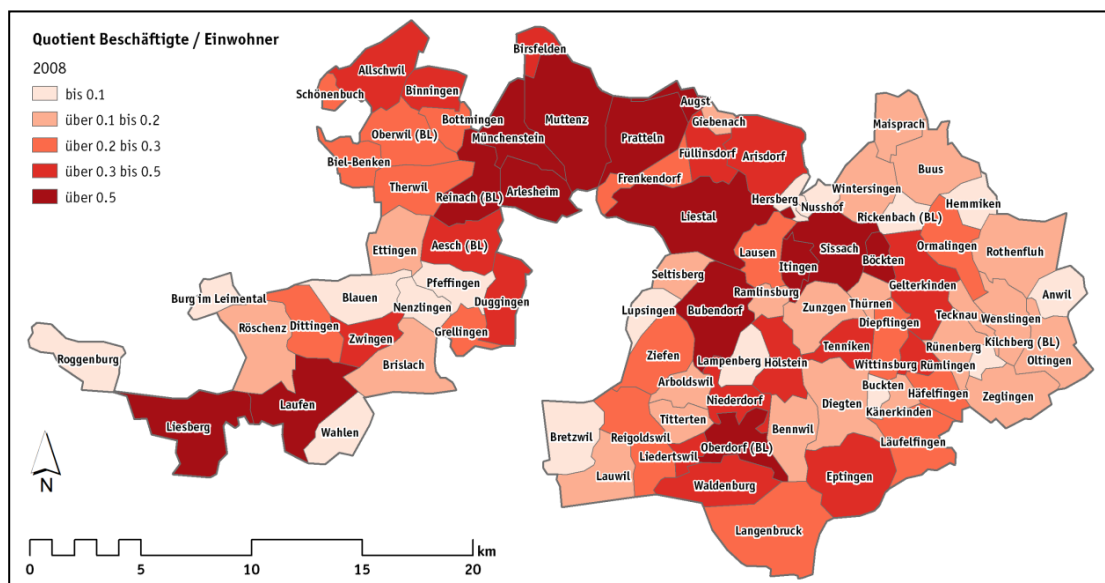 Quotient Beschäftigte / Einwohner
2008
bis 0.1
über 0.1 bis 0.2
über 0.2 bis 0.3
über 0.3 bis 0.5
über 0.5
Birsfelden
Allschwil
Binningen
Schönenbuch
Augst
Muttenz
Bottmingen
Giebenach
Maisprach
Oberwil (BL)
Münchenstein
Pratteln
Füllinsdorf
Arisdorf
Biel-Benken
Buus
Therwil
Arlesheim
Frenkendorf
Wintersingen
Reinach (BL)
Hersberg
Nusshof
Hemmiken
Liestal
Rickenbach (BL)
Ettingen
Aesch (BL)
Lausen
Sissach
Ormalingen
Rothenfluh
Itingen
Böckten
Seltisberg
Pfeffingen
Gelterkinden
Anwil
Burg im Leimental
Blauen
Nenzlingen
Duggingen
Ramlinsburg
Lupsingen
Bubendorf
Zunzgen
Thürnen
Tecknau
Wenslingen
Röschenz
Dittingen
Grellingen
Diepflingen
Zwingen
Kilchberg (BL)
Rünenberg
Tenniken
Ziefen
Oltingen
Roggenburg
Brislach
Lampenberg
Hölstein
Wittinsburg
Rümlingen
Arboldswil
Buckten
Häfelfingen
Zeglingen
Niederdorf
Diegten
Laufen
Känerkinden
Titterten
Liesberg
Wahlen
Bretzwil
Reigoldswil
Bennwil
Oberdorf (BL)
Läufelfingen
Liedertswil
Lauwil
Eptingen
Waldenburg
N
Langenbruck
km
0
5
10
15
20